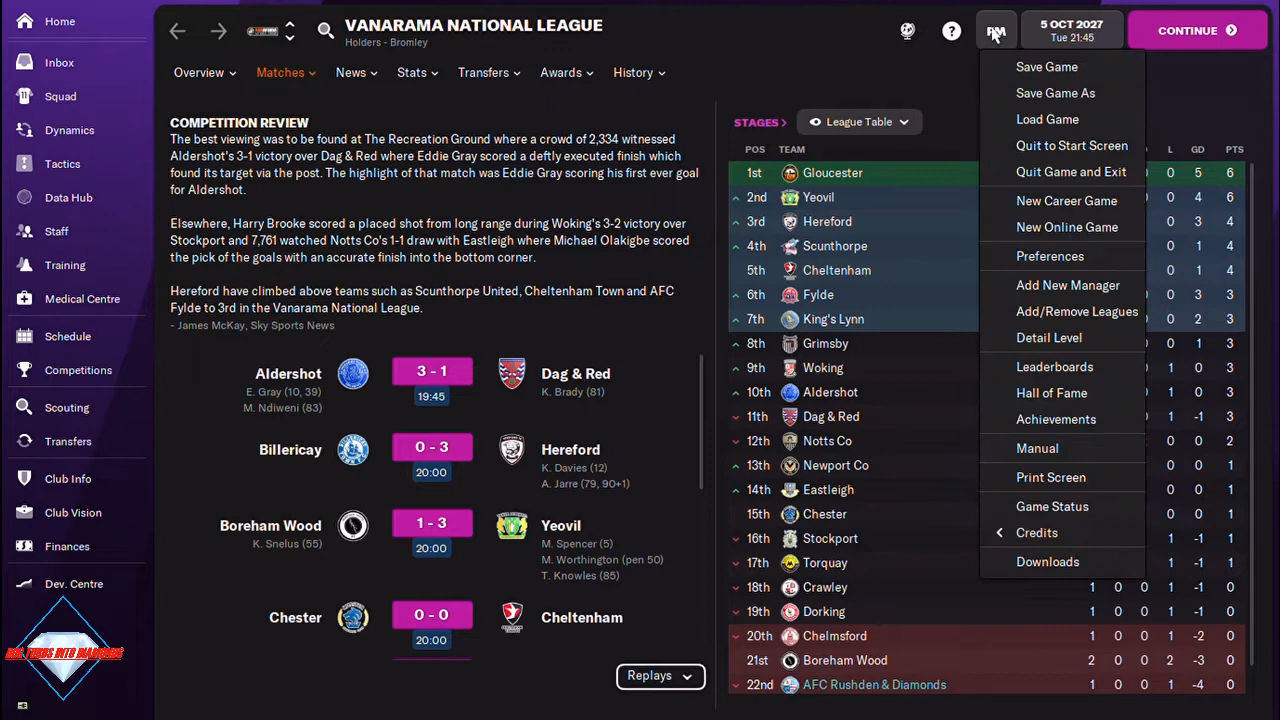 Home
Inbox
Squad
Dynamics
Tactics
Data Hub
Staff
Training
Medical Centre
Schedule
Competitions
Scouting
Transfers
Club Info
Club Vision
Finances
Dev. Centre
VANARAMA NATIONAL LEAGUE
Holders - Bromley
5 OCT 2027
Tue 21:45
CONTINUE
Overview
Matches
News
Stats
Transfers
Awards
History
COMPETITION REVIEW
The best viewing was to be found at The Recreation Ground where a crowd of 2,334 witnessed
Aldershot's 3-1 victory over Dag & Red where Eddie Gray scored a deftly executed finish which
found its target via the post. The highlight of that match was Eddie Gray scoring his first ever goal
for Aldershot.
Elsewhere, Harry Brooke scored a placed shot from long range during Woking's 3-2 victory over
Stockport and 7,761 watched Notts Co's 1-1 draw with Eastleigh where Michael Olakigbe scored
the pick of the goals with an accurate finish into the bottom corner.
Hereford have climbed above teams such as Scunthorpe United, Cheltenham Town and AFC
Fylde to 3rd in the Vanarama National League.
- James McKay, Sky Sports News
Aldershot 3 - 1 Dag & Red
E. Gray (10, 39) 19:45 K. Brady (81)
M. Ndiweni (83)
Billericay 0 - 3 Hereford
20:00 K. Davies (12)
A. Jarre (79, 90+1)
Boreham Wood 1 - 3 Yeovil
K. Snelus (55) 20:00 M. Spencer (5)
M. Worthington (pen 50)
T. Knowles (85)
Chester 0 - 0 Cheltenham
20:00
Replays
STAGES > League Table
POS TEAM L GD PTS
1st Gloucester 0 5 6
2nd Yeovil 0 4 6
3rd Hereford 0 3 4
4th Scunthorpe 0 1 4
5th Cheltenham 0 1 4
6th Fylde 0 3 3
7th King's Lynn 0 2 3
8th Grimsby 0 1 3
9th Woking 1 0 3
10th Aldershot 1 0 3
11th Dag & Red 1 -1 3
12th Notts Co 0 0 2
13th Newport Co 0 0 1
14th Eastleigh 0 0 1
15th Chester 0 0 1
16th Stockport 1 -1 1
17th Torquay 1 -1 1
18th Crawley 1 0 0 1 -1 0
19th Dorking 1 0 0 1 -1 0
20th Chelmsford 1 0 0 1 -2 0
21st Boreham Wood 2 0 0 2 -3 0
22nd AFC Rushden & Diamonds 1 0 0 1 -4 0
Save Game
Save Game As
Load Game
Quit to Start Screen
Quit Game and Exit
New Career Game
New Online Game
Preferences
Add New Manager
Add/Remove Leagues
Detail Level
Leaderboards
Hall of Fame
Achievements
Manual
Print Screen
Game Status
Credits
Downloads